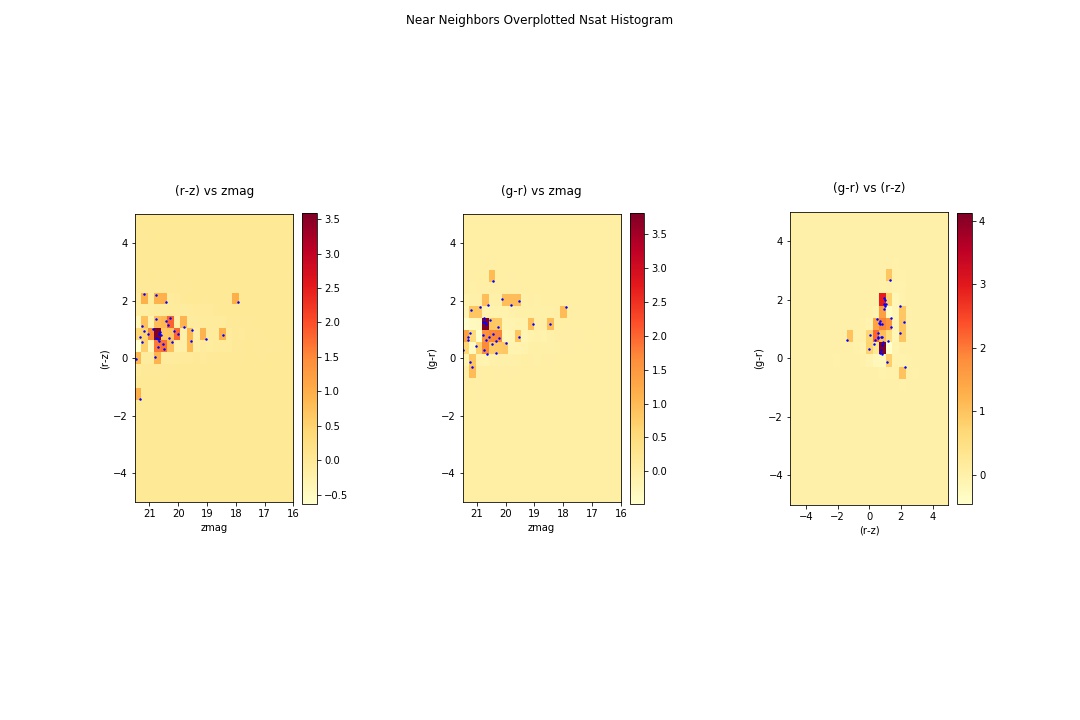 Near Neighbors Overplotted Nsat Histogram
(r-z) vs zmag
4
2
0
−2
−4
(r-z)
21 20 19 18 17 16
zmag
3.5
3.0
2.5
2.0
1.5
1.0
0.5
0.0
−0.5
(g-r) vs zmag
4
2
0
−2
−4
(g-r)
21 20 19 18 17 16
zmag
3.5
3.0
2.5
2.0
1.5
1.0
0.5
0.0
(g-r) vs (r-z)
4
2
0
−2
−4
(g-r)
−4 −2 0 2 4
(r-z)
4
3
2
1
0